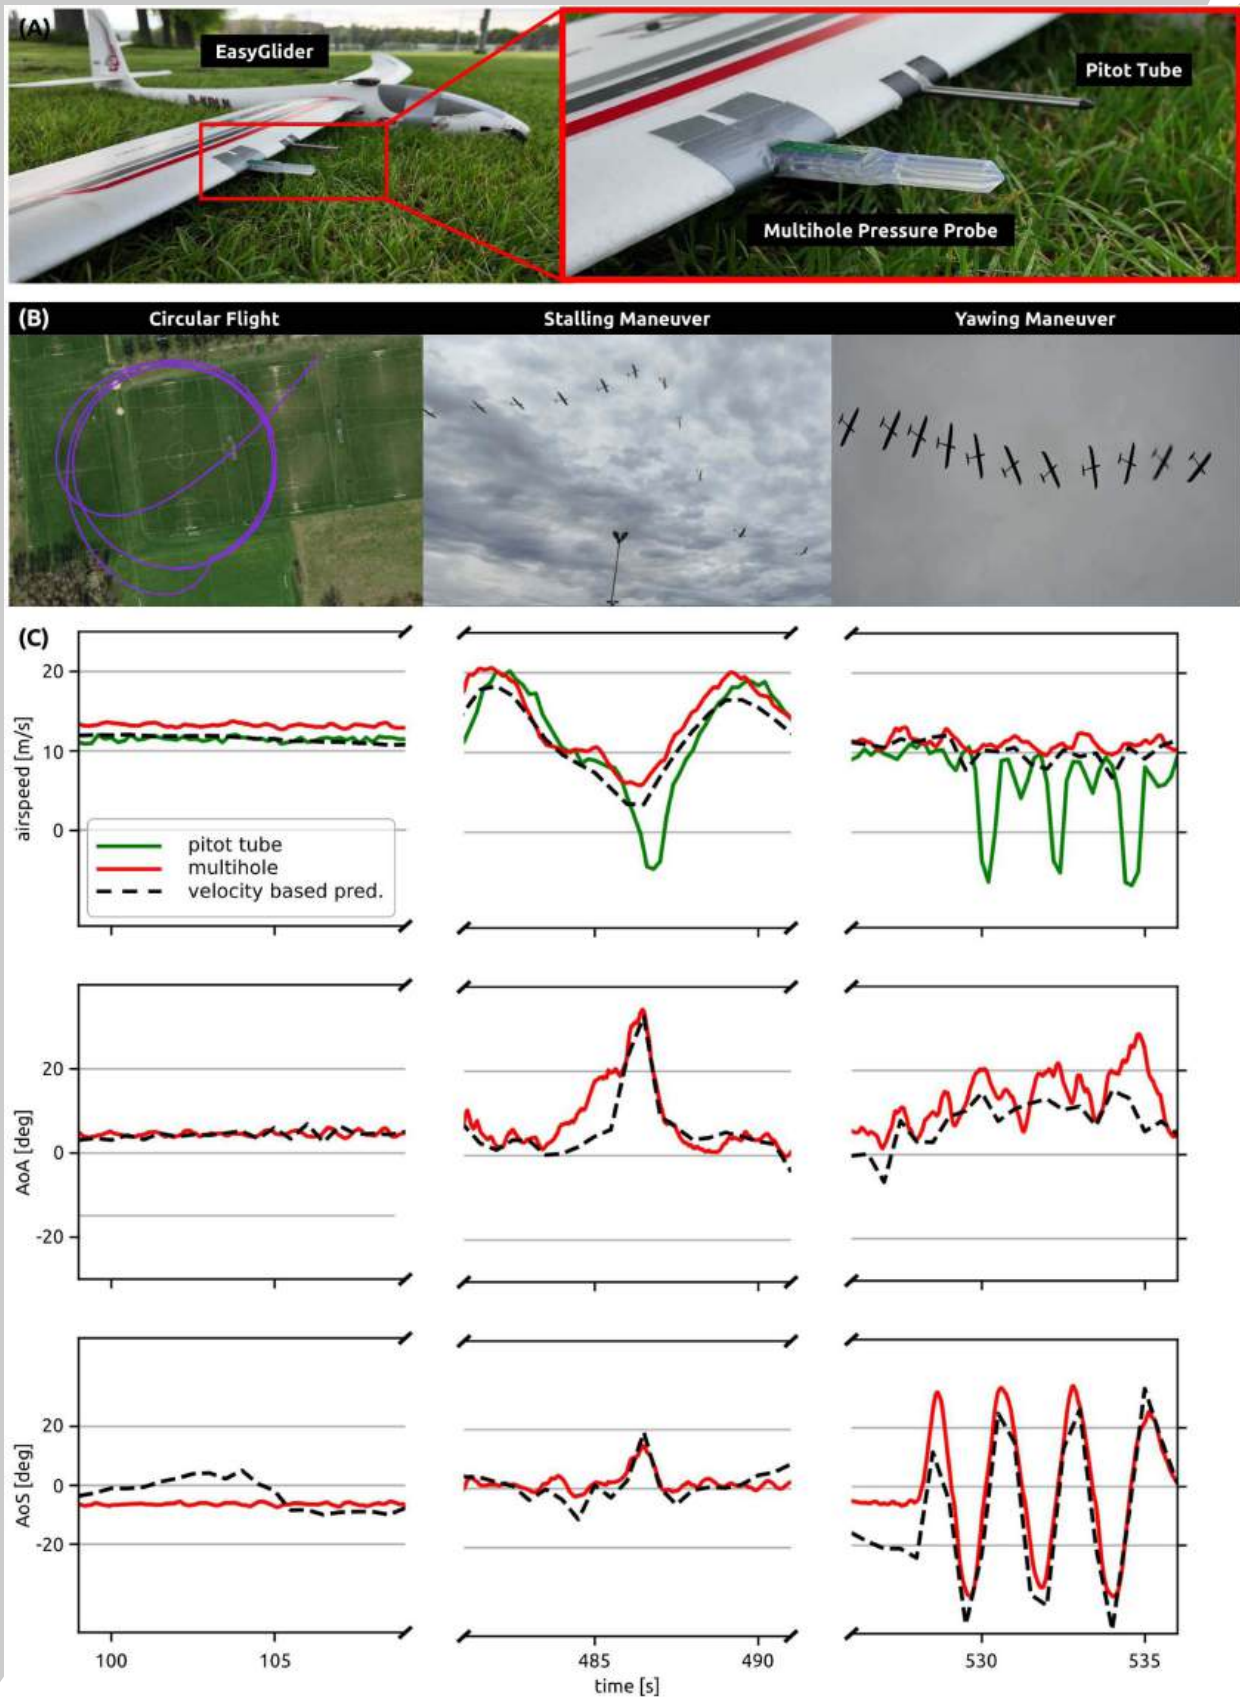 (A)
EasyGlider
Pitot Tube
Multihole Pressure Probe
(B)
Circular Flight
Stalling Maneuver
Yawing Maneuver
(C)
airspeed [m/s]
20
10
0
pitot tube
multihole
velocity based pred.
AoA [deg]
20
0
-20
AoS [deg]
20
0
-20
100
105
485
490
530
535
time [s]